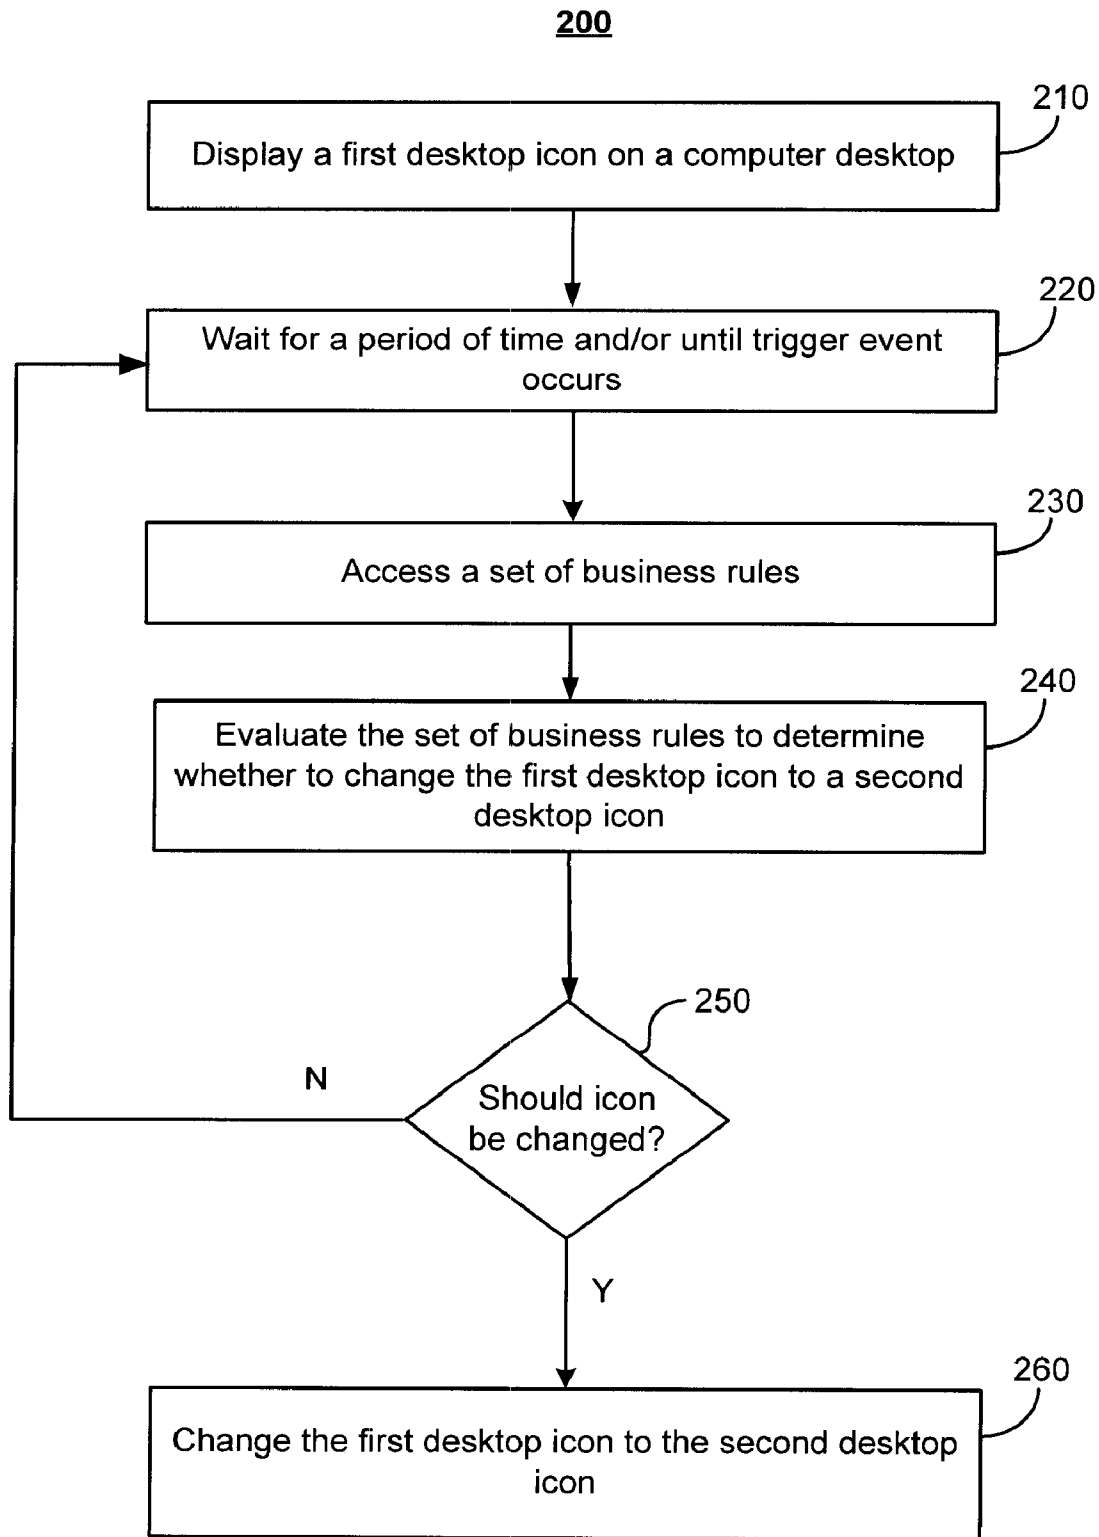 200
210
Display a first desktop icon on a computer desktop
220
Wait for a period of time and/or until trigger event
occurs
230
Access a set of business rules
240
Evaluate the set of business rules to determine
whether to change the first desktop icon to a second
desktop icon
250
N
Should icon
be changed?
Y
260
Change the first desktop icon to the second desktop
icon